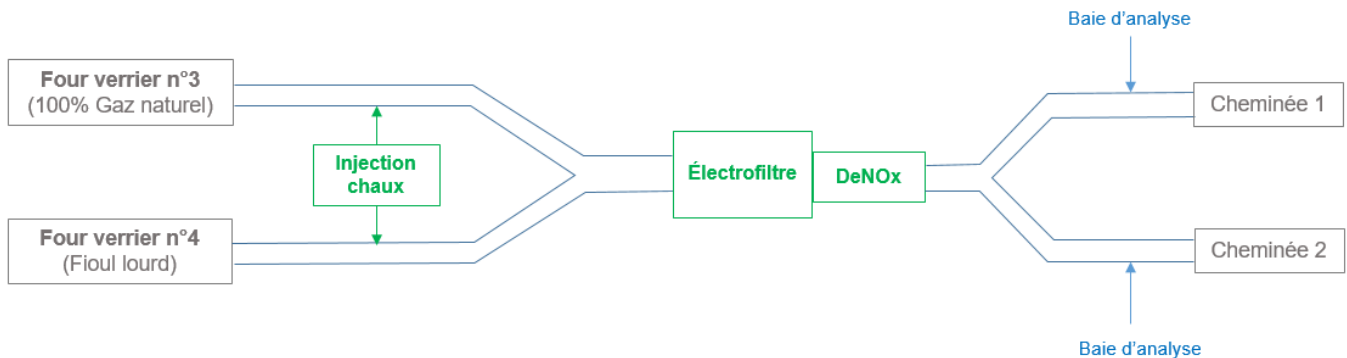 Baie d'analyse
Four verrier n°3
(100% Gaz naturel)
Cheminée 1
Injection
chaux
Électrofiltre
DeNOx
Four verrier n°4
(Fioul lourd)
Cheminée 2
Baie d'analyse